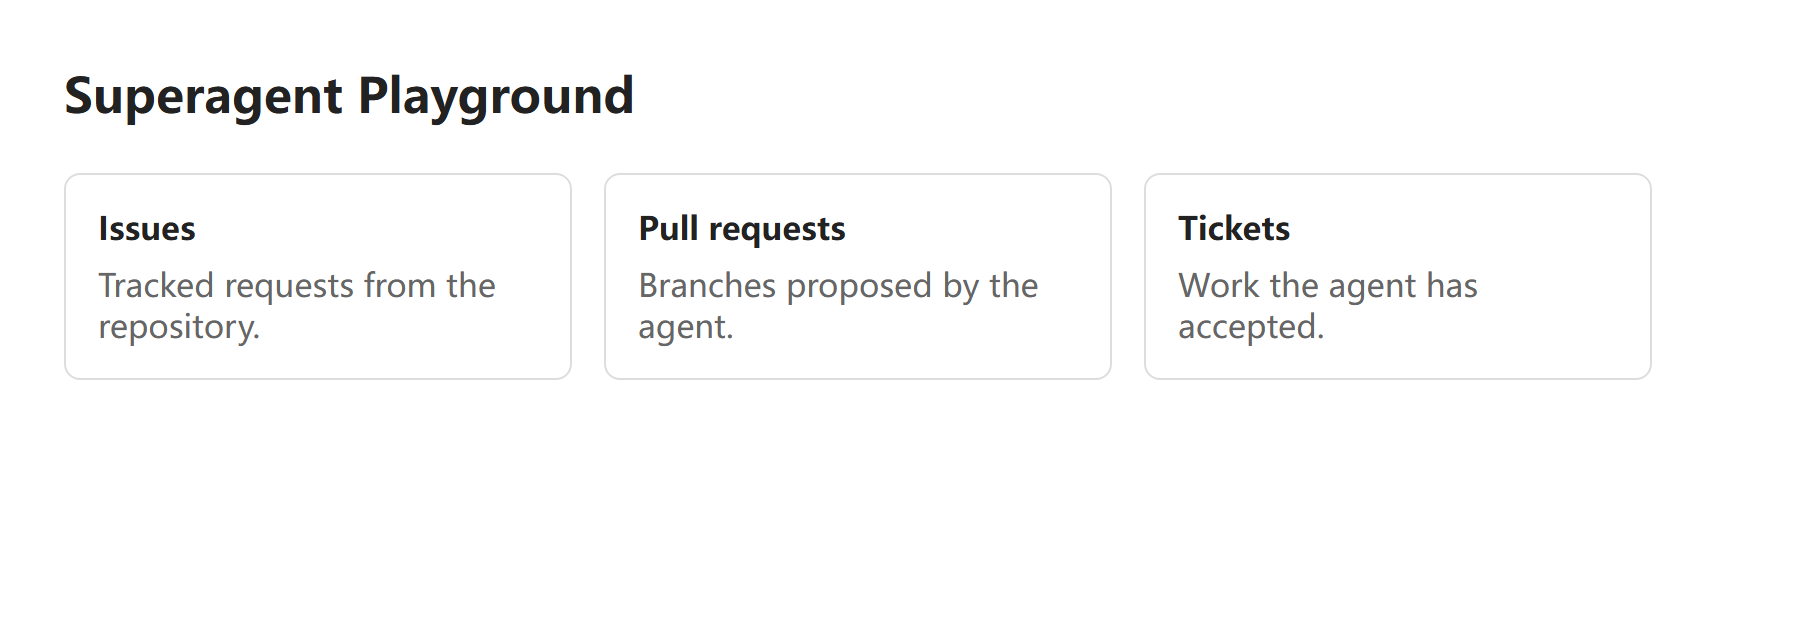 Superagent Playground
Issues
Tracked requests from the
repository.
Pull requests
Branches proposed by the
agent.
Tickets
Work the agent has
accepted.